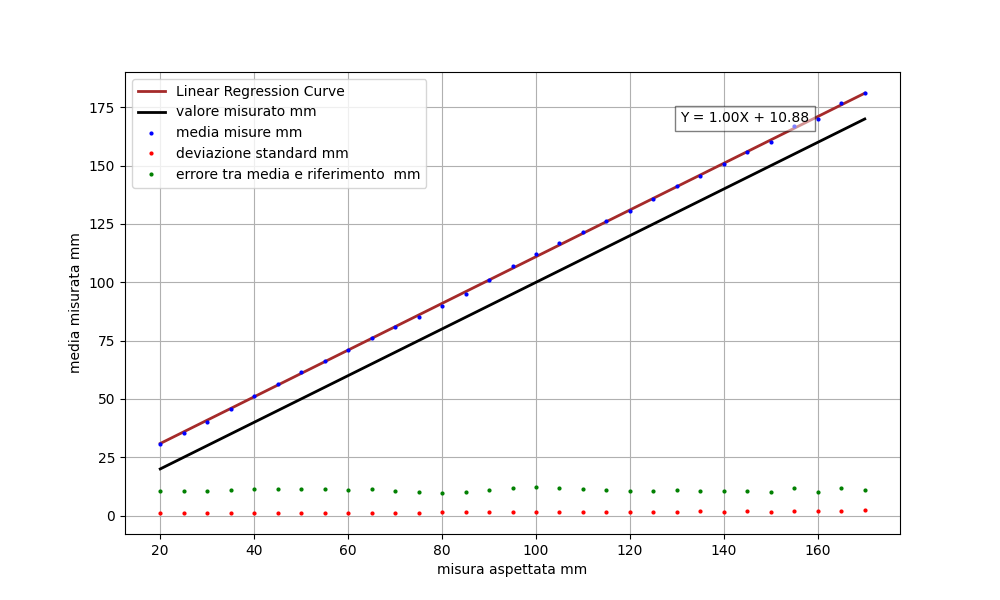 Linear Regression Curve
valore misurato mm
media misure mm
deviazione standard mm
errore tra media e riferimento  mm
Y = 1.00X + 10.88
175
150
125
100
75
50
25
0
media misurata mm
20 40 60 80 100 120 140 160
misura aspettata mm